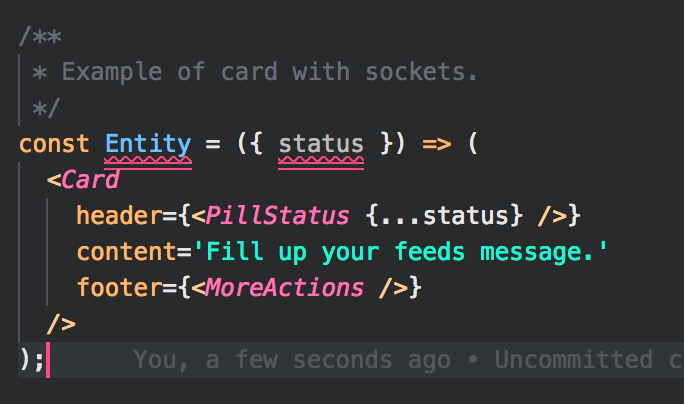 /**
* Example of card with sockets.
*/
const Entity = ({ status }) => (
<Card
header={<PillStatus {...status} />}
content='Fill up your feeds message.'
footer={<MoreActions />}
/>
); You, a few seconds ago • Uncommitted